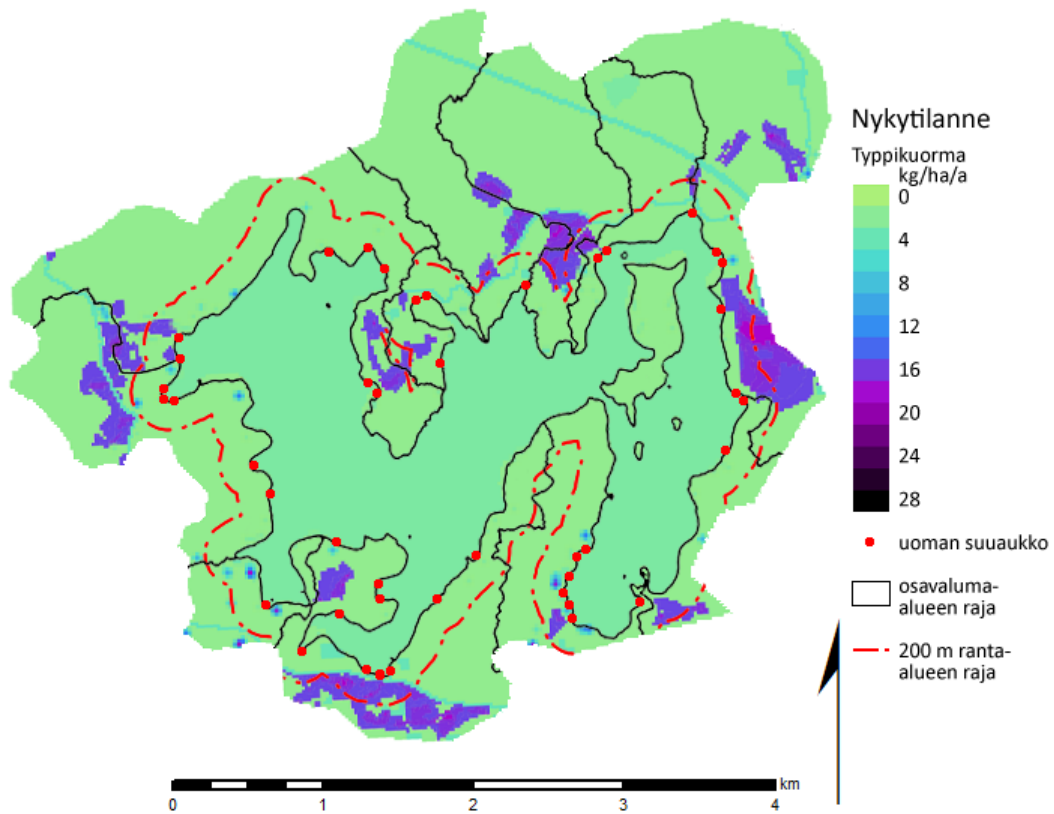 Nykytilanne
Typpikuorma
kg/ha/a
0
4
8
12
16
20
24
28
uoman suuaukko
osavaluma-
alueen raja
200 m ranta-
alueen raja
km
0 1 2 3 4